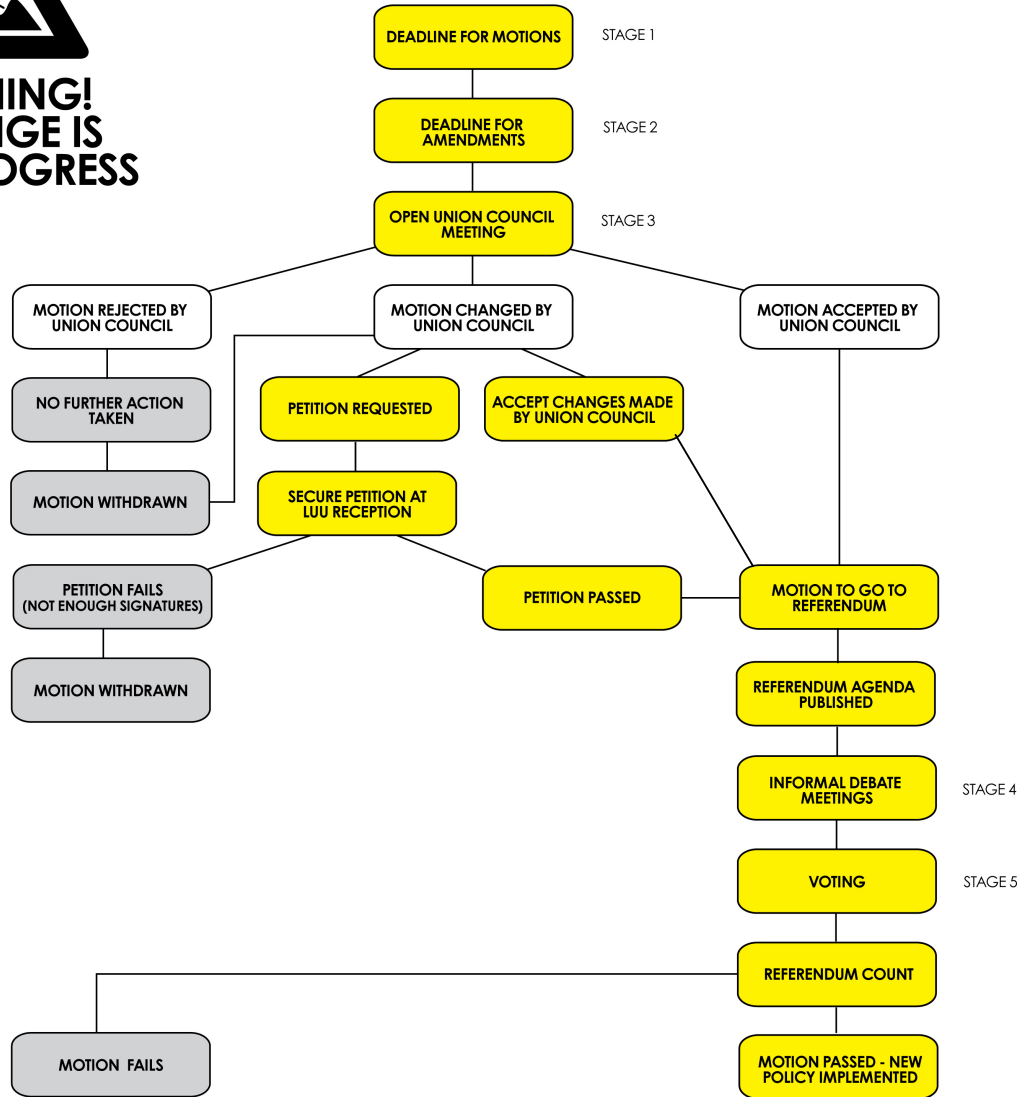 DEADLINE FOR MOTIONS
STAGE 1
NING!
NGE IS
OGRESS
DEADLINE FOR
AMENDMENTS
STAGE 2
OPEN UNION COUNCIL
MEETING
STAGE 3
MOTION REJECTED BY
UNION COUNCIL
MOTION CHANGED BY
UNION COUNCIL
MOTION ACCEPTED BY
UNION COUNCIL
NO FURTHER ACTION
TAKEN
PETITION REQUESTED
ACCEPT CHANGES MADE
BY UNION COUNCIL
MOTION WITHDRAWN
SECURE PETITION AT
LUU RECEPTION
PETITION FAILS
(NOT ENOUGH SIGNATURES)
PETITION PASSED
MOTION TO GO TO
REFERENDUM
MOTION WITHDRAWN
REFERENDUM AGENDA
PUBLISHED
INFORMAL DEBATE
MEETINGS
STAGE 4
VOTING
STAGE 5
REFERENDUM COUNT
MOTION FAILS
MOTION PASSED - NEW
POLICY IMPLEMENTED